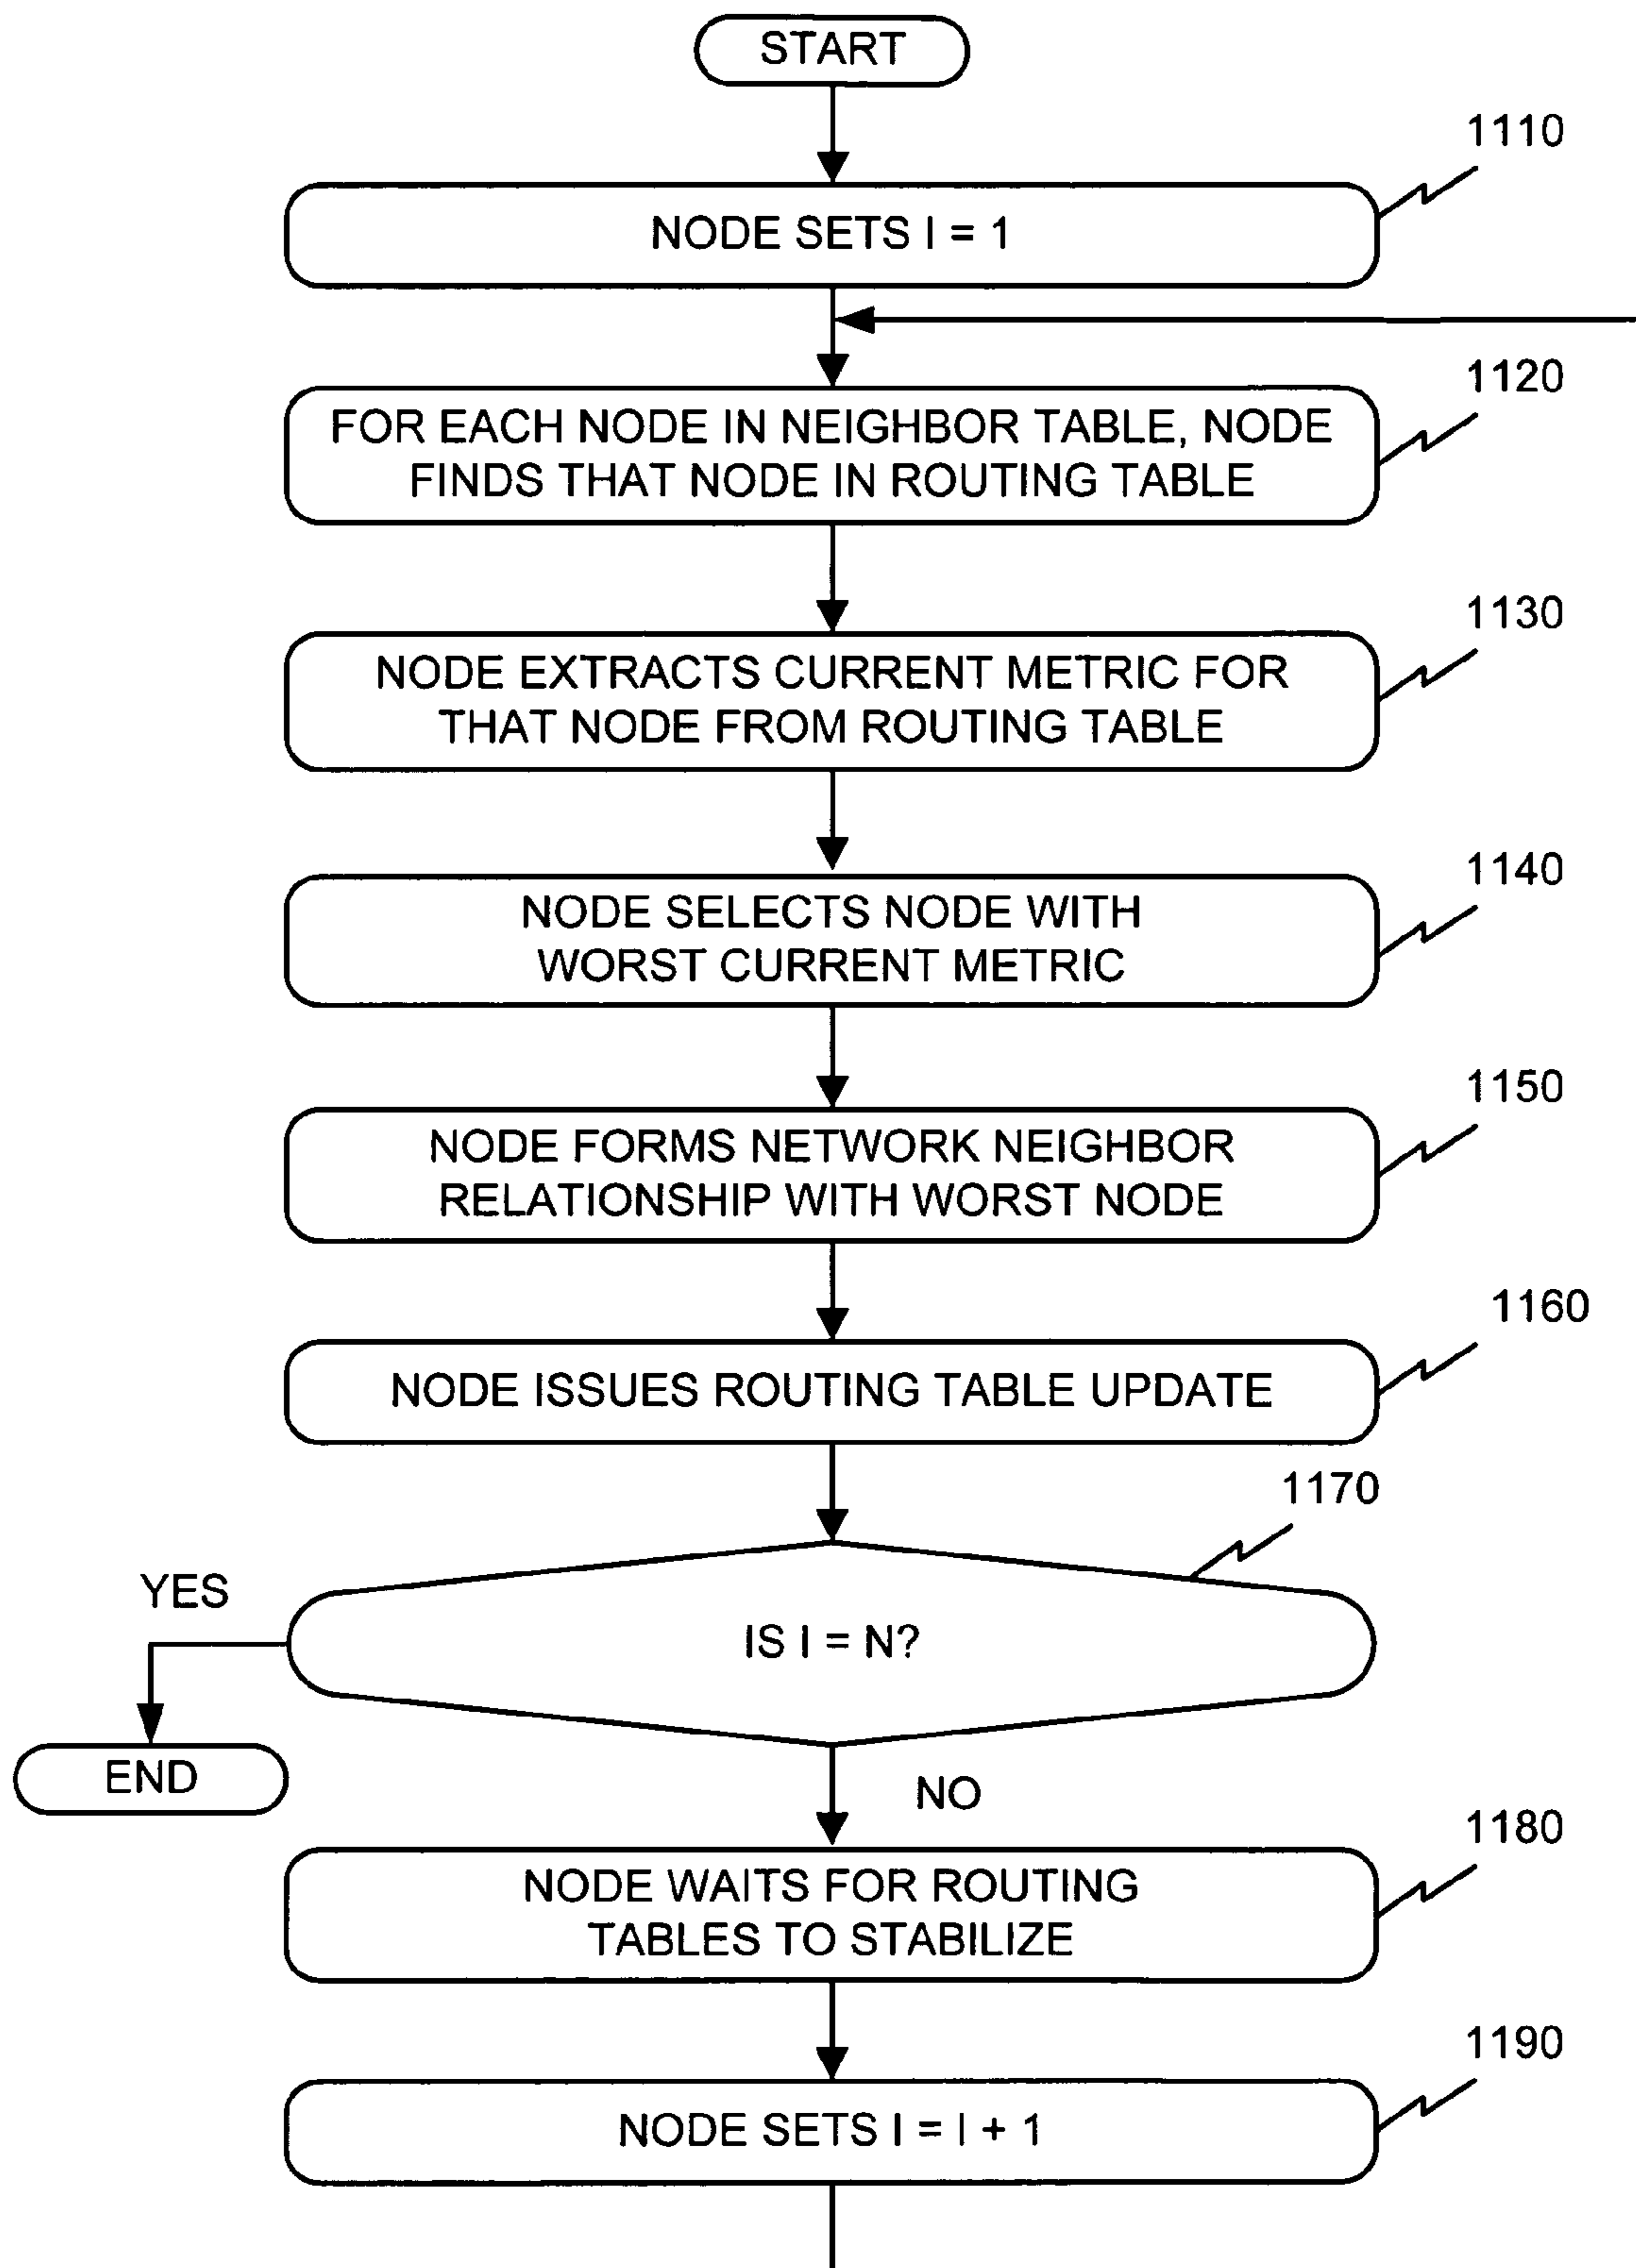 START
1110
NODE SETS I = 1
1120
FOR EACH NODE IN NEIGHBOR TABLE, NODE
FINDS THAT NODE IN ROUTING TABLE
1130
NODE EXTRACTS CURRENT METRIC FOR
THAT NODE FROM ROUTING TABLE
1140
NODE SELECTS NODE WITH
WORST CURRENT METRIC
1150
NODE FORMS NETWORK NEIGHBOR
RELATIONSHIP WITH WORST NODE
1160
NODE ISSUES ROUTING TABLE UPDATE
1170
YES
IS I = N?
END
NO
1180
NODE WAITS FOR ROUTING
TABLES TO STABILIZE
1190
NODE SETS I = I + 1